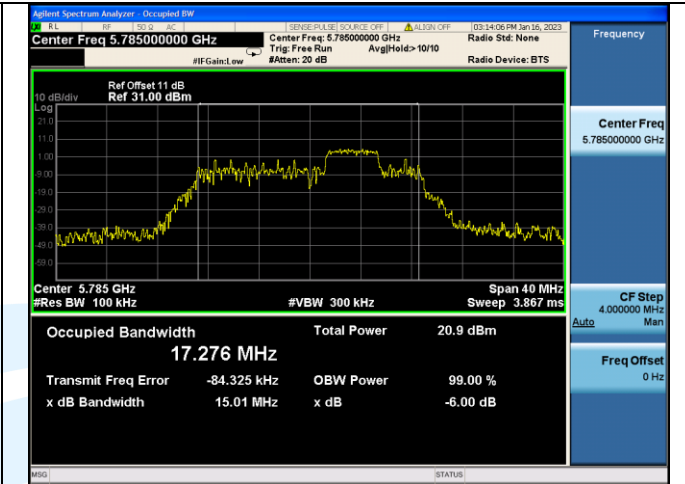 Agilent Spectrum Analyzer - Occupied BW
RL RF 50 Ω AC SENSE:PULSE SOURCE OFF ALIGN OFF 03:14:06 PM Jan 16, 2023
Center Freq 5.785000000 GHz
Center Freq: 5.785000000 GHz
Radio Std: None
Trig: Free Run Avg|Hold:>10/10
#IFGain:Low
#Atten: 20 dB
Radio Device: BTS
Frequency
Ref Offset 11 dB
10 dB/div Ref 31.00 dBm
Log
21.0
11.0
1.00
-9.00
-19.0
-29.0
-39.0
-49.0
-59.0
Center 5.785 GHz
Span 40 MHz
#Res BW 100 kHz
#VBW 300 kHz
Sweep 3.867 ms
Occupied Bandwidth
Total Power 20.9 dBm
17.276 MHz
Transmit Freq Error -84.325 kHz
OBW Power 99.00 %
x dB Bandwidth 15.01 MHz
x dB -6.00 dB
Center Freq
5.785000000 GHz
CF Step
4.000000 MHz
Auto Man
Freq Offset
0 Hz
MSG
STATUS